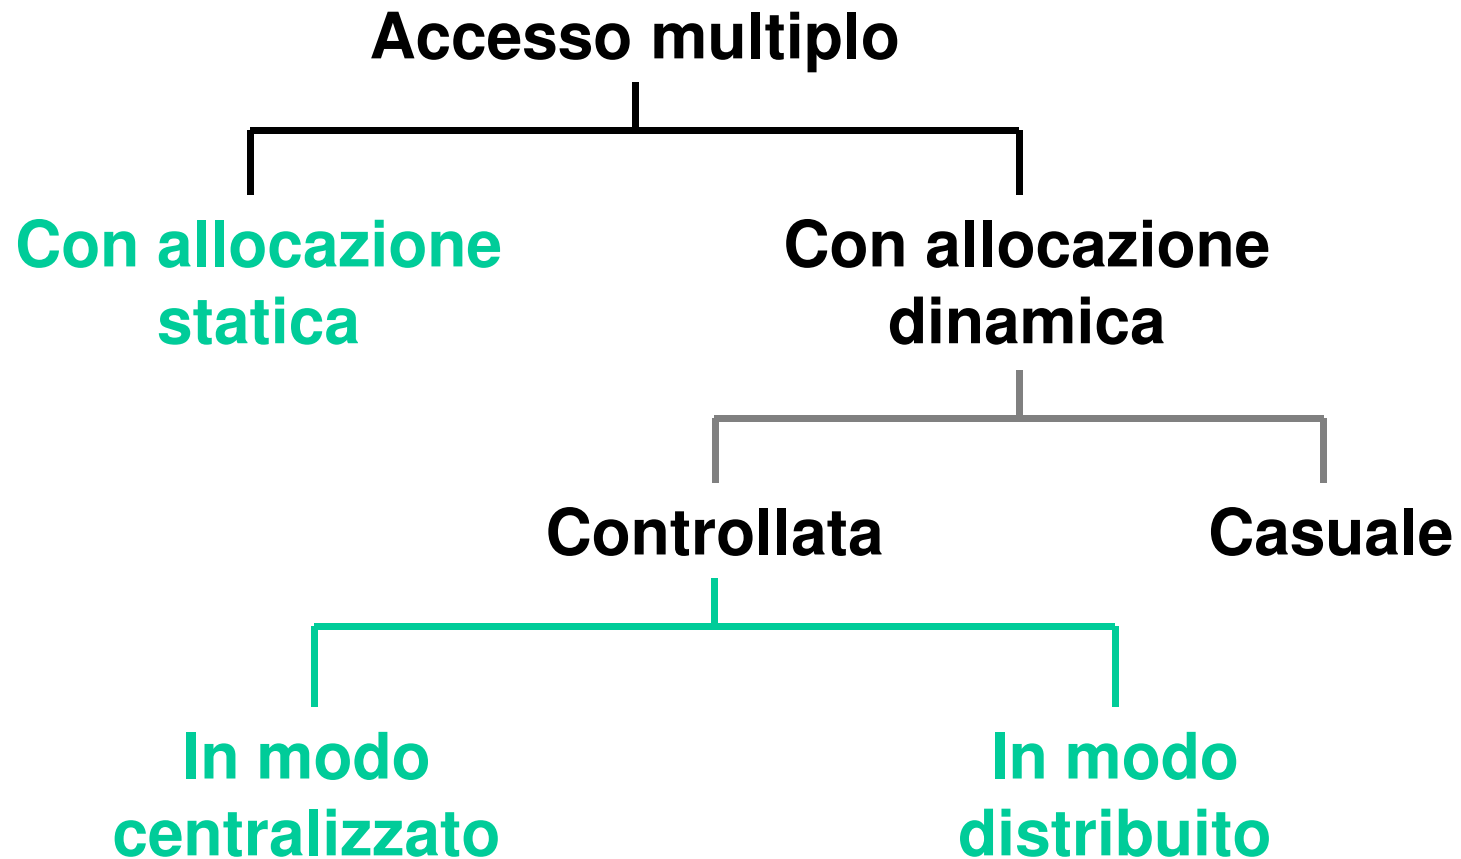 Accesso multiplo
Con allocazione
statica
Con allocazione
dinamica
Controllata
Casuale
In modo
centralizzato
In modo
distribuito